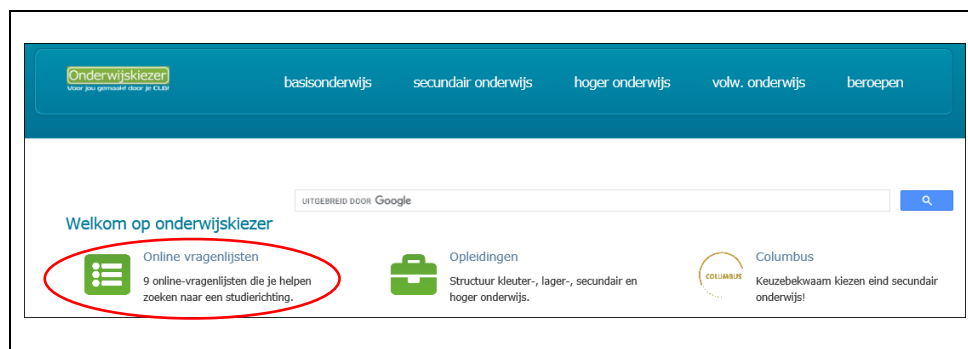 Onderwijskiezer
Voor jou gemaakt door je CLB!
basisonderwijs secundair onderwijs hoger onderwijs volw. onderwijs beroepen
UITGEBREID DOOR Google
Welkom op onderwijskiezer
Online vragenlijsten
9 online-vragenlijsten die je helpen
zoeken naar een studierichting.
Opleidingen
Structuur kleuter-, lager-, secundair en
hoger onderwijs.
COLUMBUS
Columbus
Keuzebekwaam kiezen eind secundair
onderwijs!